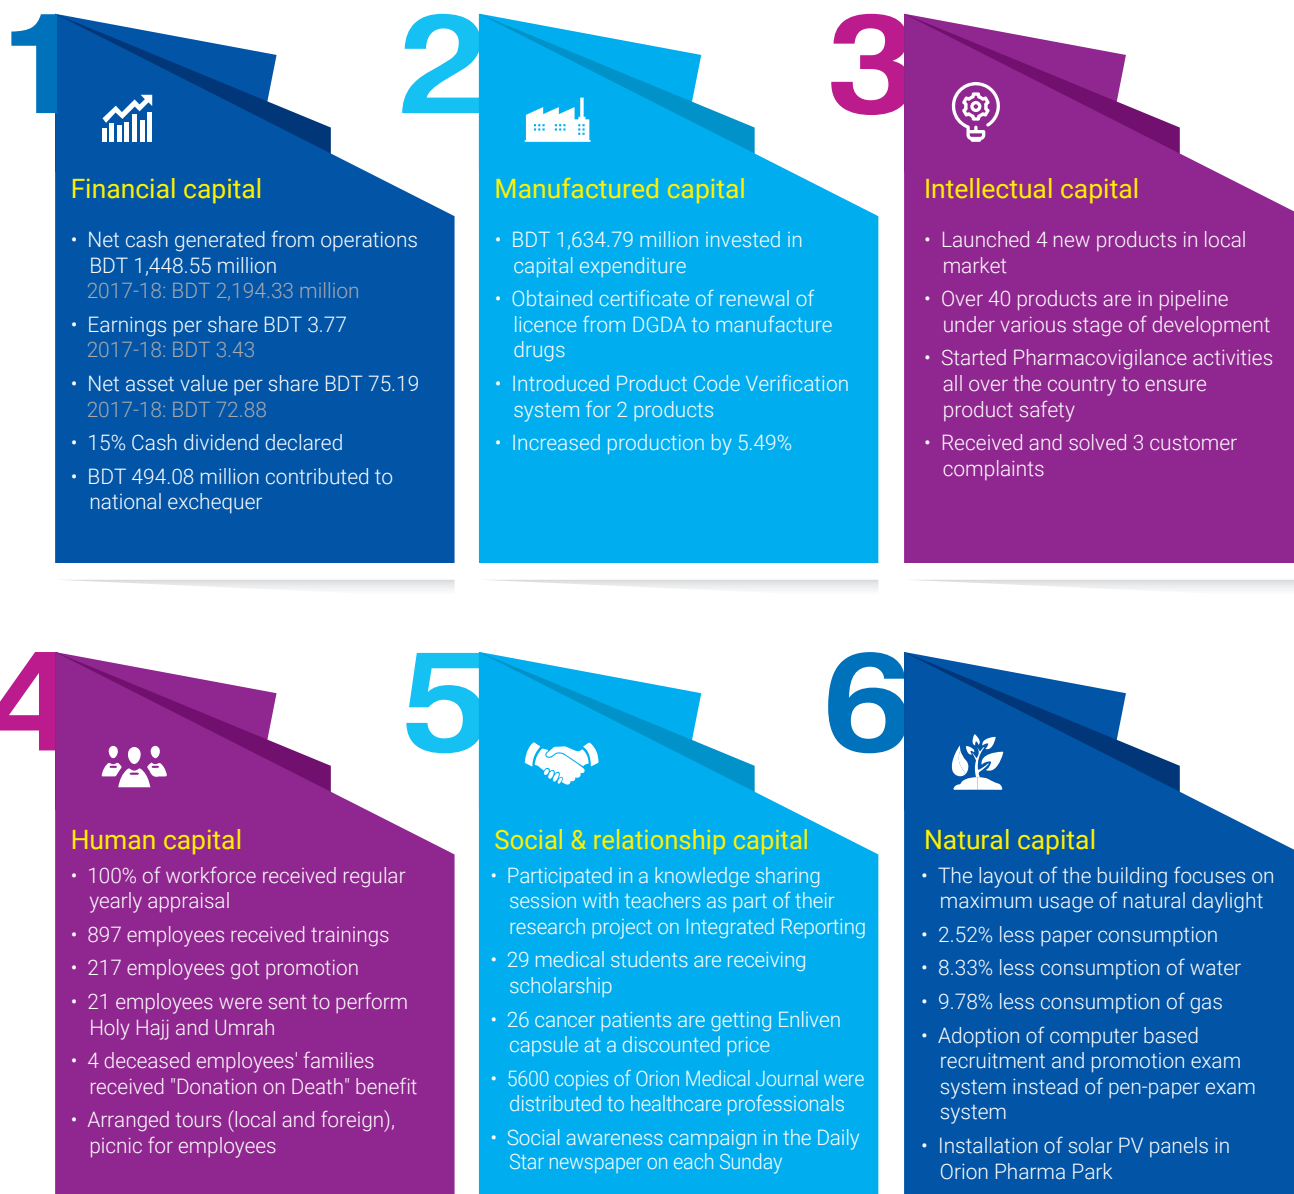 1
Financial capital
• Net cash generated from operations
BDT 1,448.55 million
2017-18: BDT 2,194.33 million
• Earnings per share BDT 3.77
2017-18: BDT 3.43
• Net asset value per share BDT 75.19
2017-18: BDT 72.88
• 15% Cash dividend declared
• BDT 494.08 million contributed to
national exchequer
2
Manufactured capital
• BDT 1,634.79 million invested in
capital expenditure
• Obtained certificate of renewal of
licence from DGDA to manufacture
drugs
• Introduced Product Code Verification
system for 2 products
• Increased production by 5.49%
3
Intellectual capital
• Launched 4 new products in local
market
• Over 40 products are in pipeline
under various stage of development
• Started Pharmacovigilance activities
all over the country to ensure
product safety
• Received and solved 3 customer
complaints
4
Human capital
• 100% of workforce received regular
yearly appraisal
• 897 employees received trainings
• 217 employees got promotion
• 21 employees were sent to perform
Holy Hajj and Umrah
• 4 deceased employees' families
received "Donation on Death" benefit
• Arranged tours (local and foreign),
picnic for employees
5
Social & relationship capital
• Participated in a knowledge sharing
session with teachers as part of their
research project on Integrated Reporting
• 29 medical students are receiving
scholarship
• 26 cancer patients are getting Enliven
capsule at a discounted price
• 5600 copies of Orion Medical Journal were
distributed to healthcare professionals
• Social awareness campaign in the Daily
Star newspaper on each Sunday
6
Natural capital
• The layout of the building focuses on
maximum usage of natural daylight
• 2.52% less paper consumption
• 8.33% less consumption of water
• 9.78% less consumption of gas
• Adoption of computer based
recruitment and promotion exam
system instead of pen-paper exam
system
• Installation of solar PV panels in
Orion Pharma Park